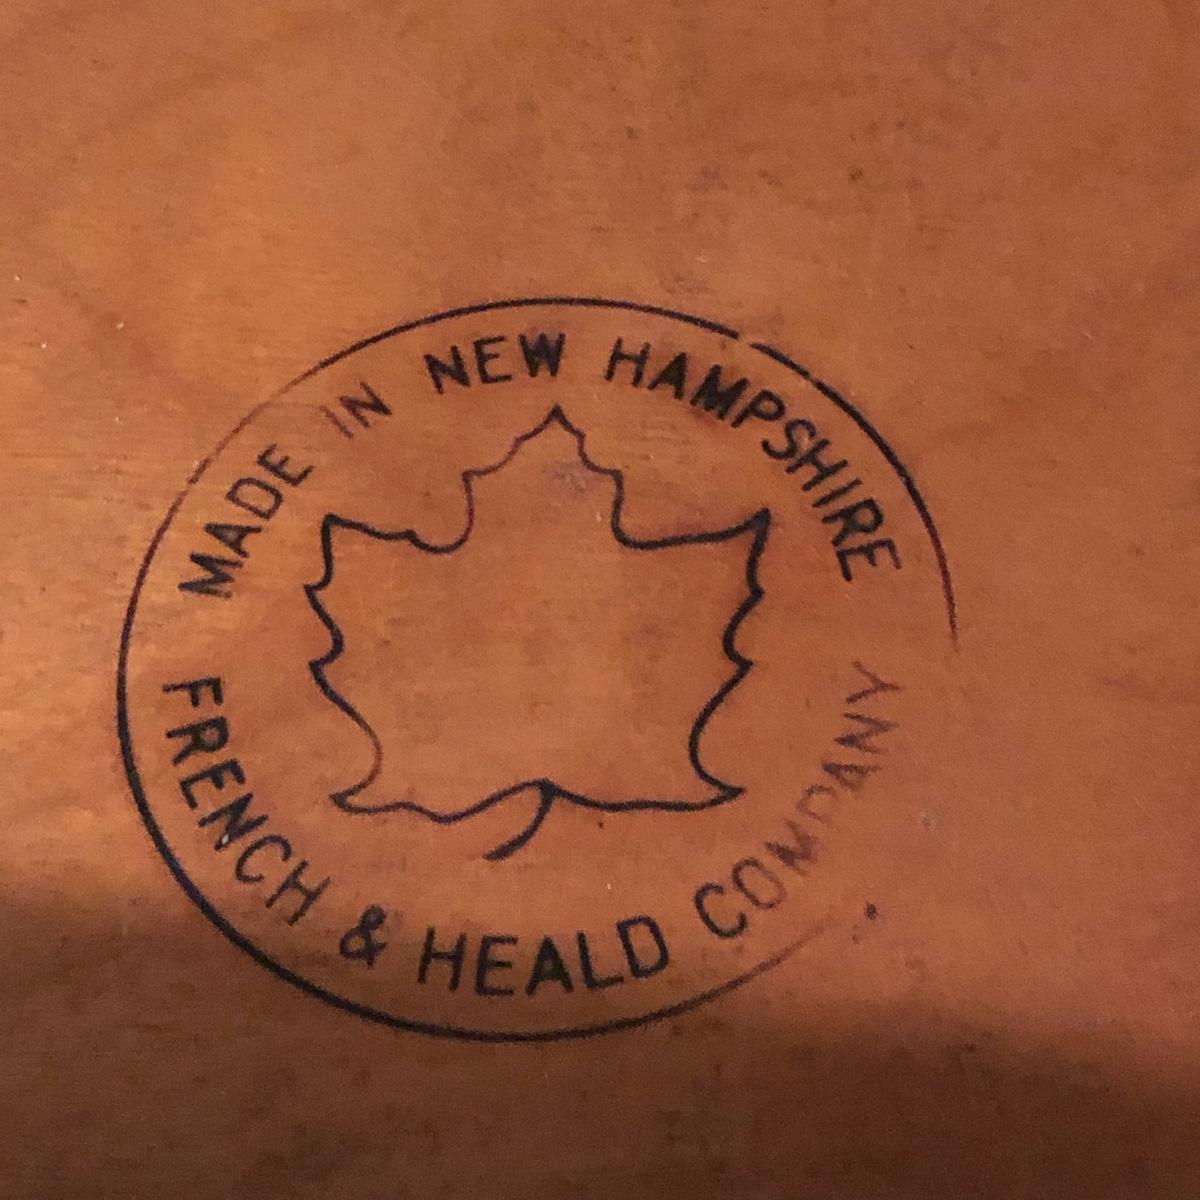 MADE IN NEW HAMPSHIRE
FRENCH & HEALD COMPANY